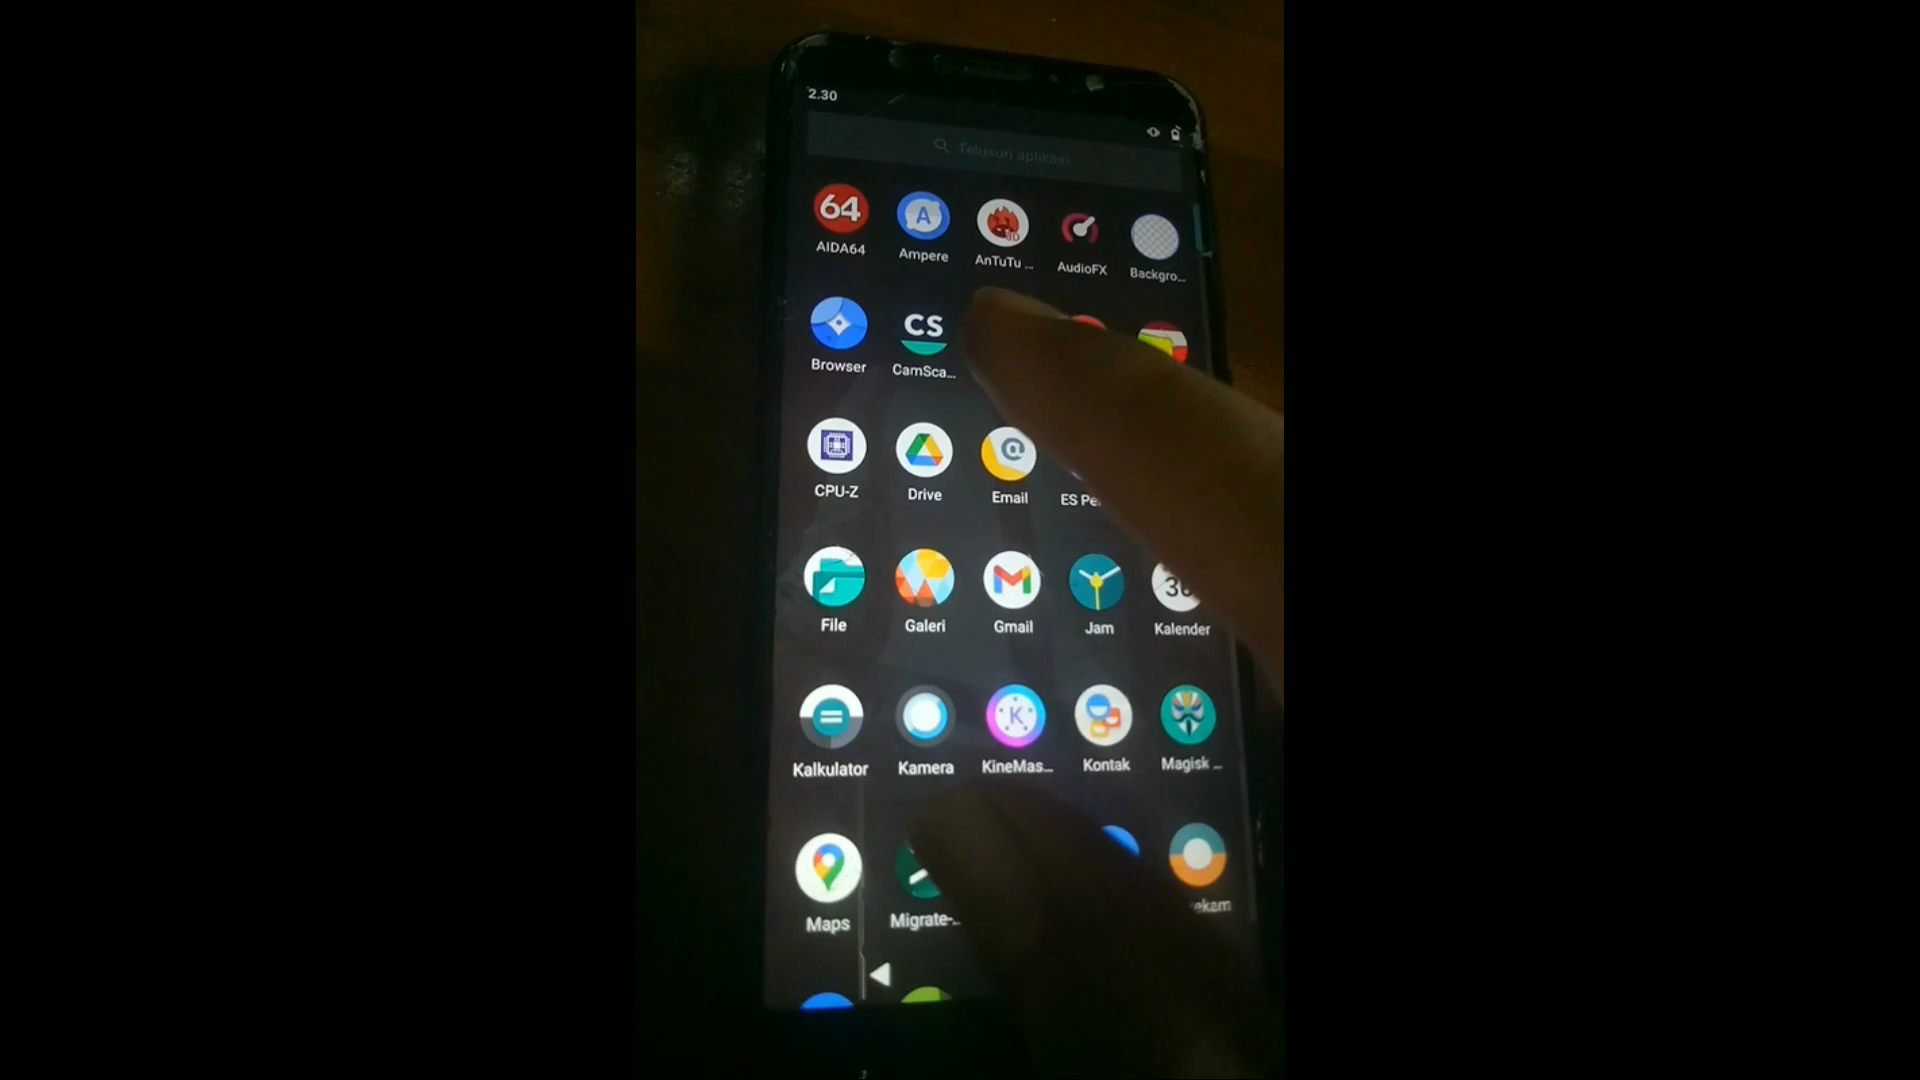 2.30
Telusuri aplikasi
64
A
3D
AIDA64 Ampere AnTuTu ... AudioFX Backgro...
CS
Browser CamSca...
@
CPU-Z Drive Email ES Pe
File Galeri Gmail Jam Kalender
K
Kalkulator Kamera KineMas... Kontak Magisk ...
Maps Migrate-... ekam